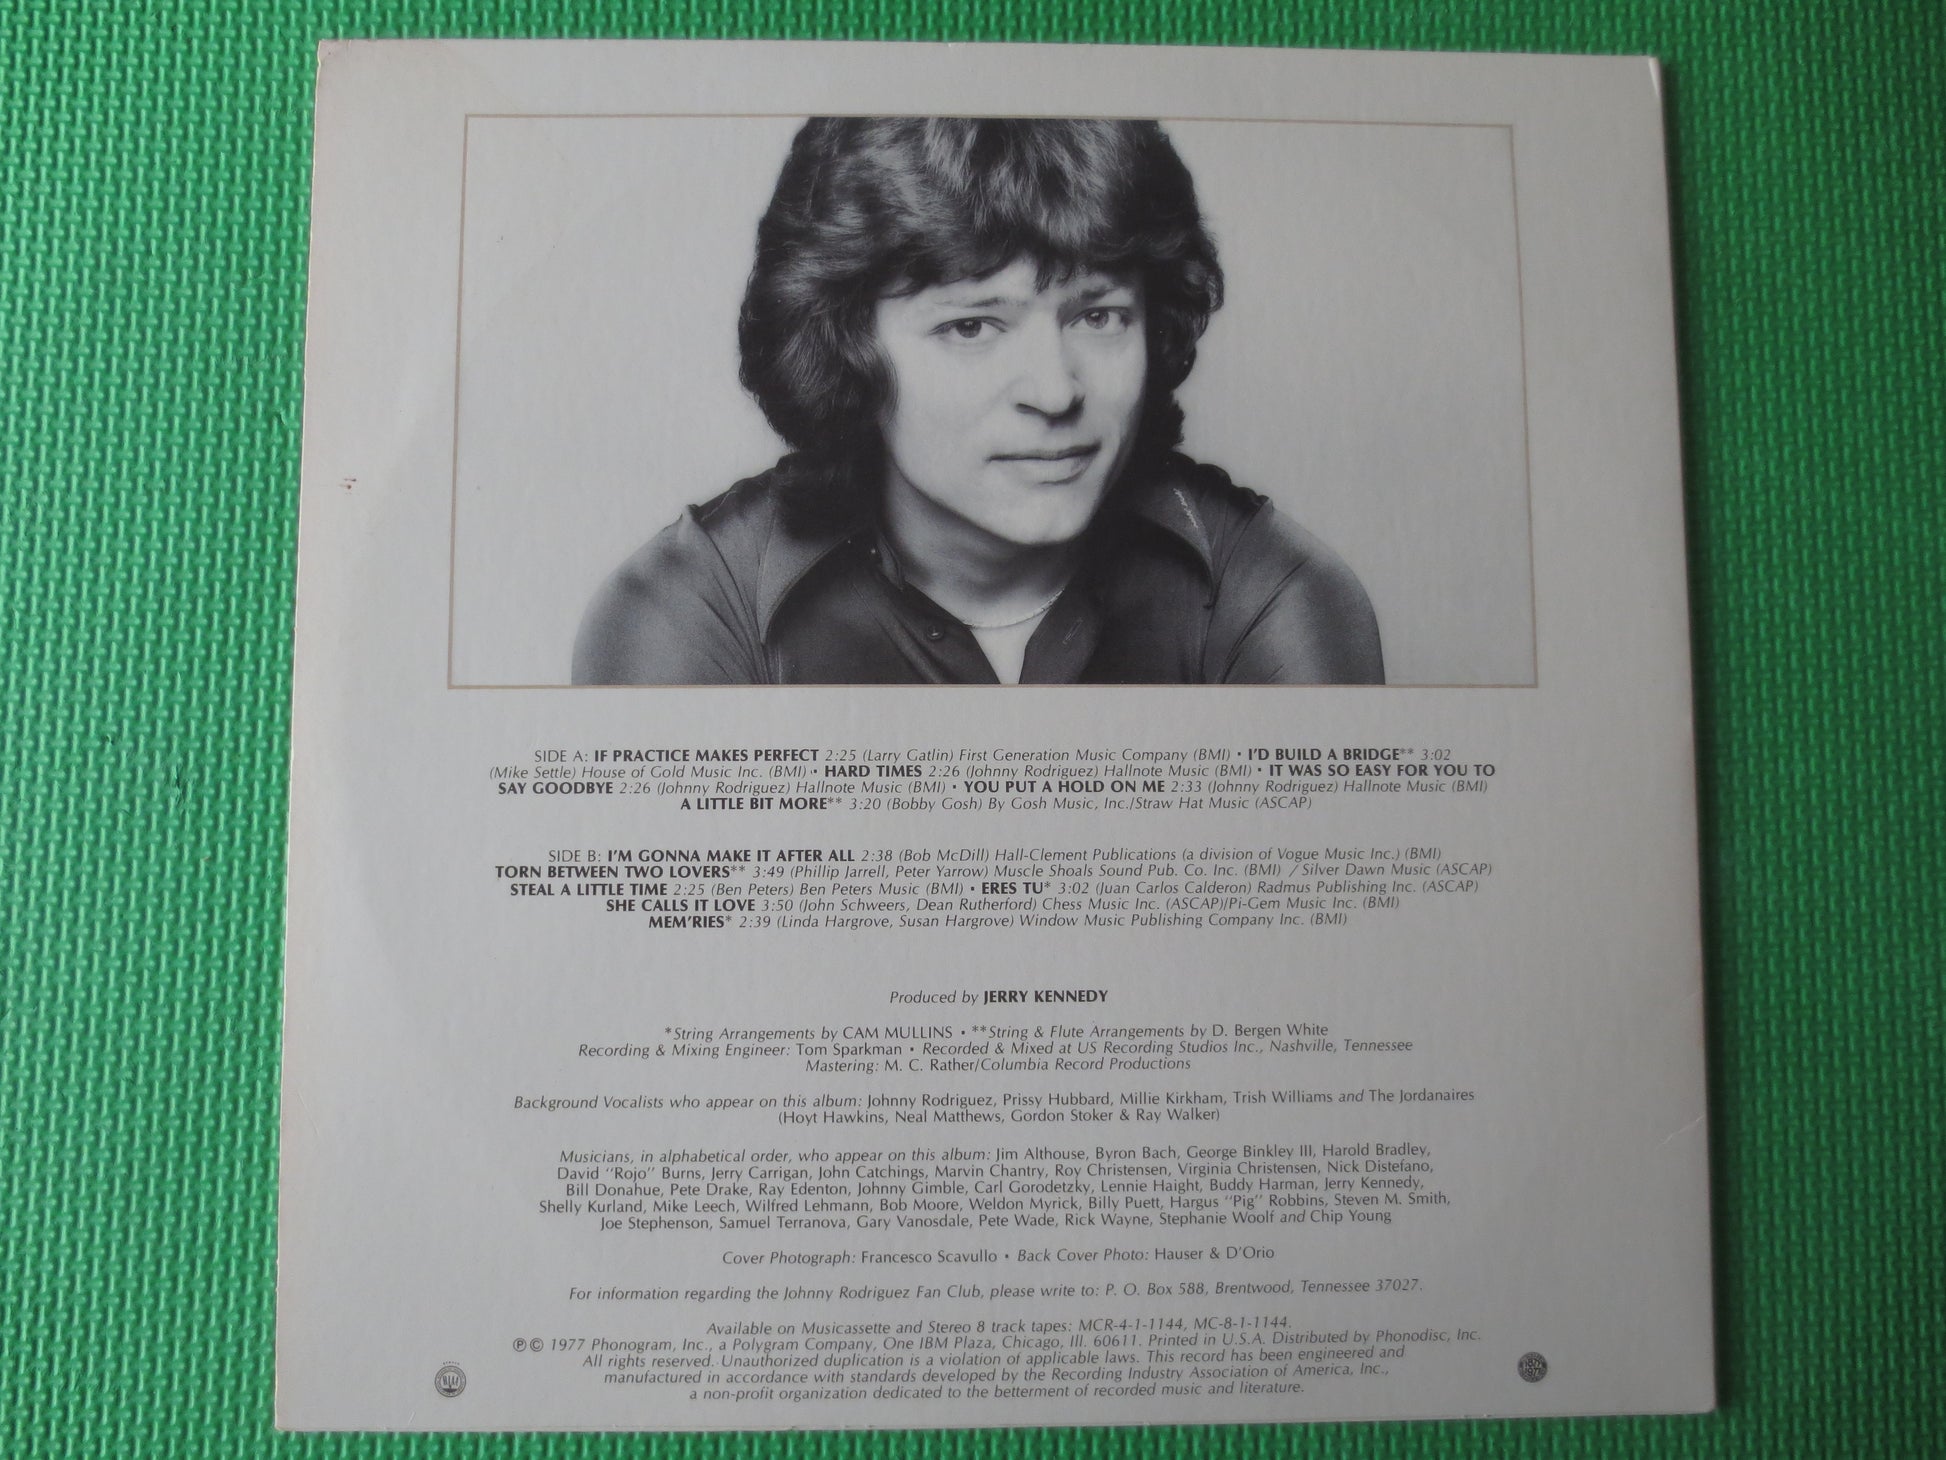 SIDE A: IF PRACTICE MAKES PERFECT 2:25 (Larry Gatlin) First Generation Music Company (BMI) • I'D BUILD A BRIDGE** 3:02
(Mike Settle) House of Gold Music Inc. (BMI) • HARD TIMES 2:26 (Johnny Rodriguez) Hallnote Music (BMI) • IT WAS SO EASY FOR YOU TO
SAY GOODBYE 2:26 (Johnny Rodriguez) Hallnote Music (BMI) • YOU PUT A HOLD ON ME 2:33 (Johnny Rodriguez) Hallnote Music (BMI)
A LITTLE BIT MORE** 3:20 (Bobby Gosh) By Gosh Music, Inc./Straw Hat Music (ASCAP)
SIDE B: I'M GONNA MAKE IT AFTER ALL 2:38 (Bob McDill) Hall-Clement Publications (a division of Vogue Music Inc.) (BMI)
TORN BETWEEN TWO LOVERS** 3:49 (Phillip Jarrell, Peter Yarrow) Muscle Shoals Sound Pub. Co. Inc. (BMI) / Silver Dawn Music (ASCAP)
STEAL A LITTLE TIME 2:25 (Ben Peters) Ben Peters Music (BMI) • ERES TU* 3:02 (Juan Carlos Calderon) Radmus Publishing Inc. (ASCAP)
SHE CALLS IT LOVE 3:50 (John Schweers, Dean Rutherford) Chess Music Inc. (ASCAP)/Pi-Gem Music Inc. (BMI)
MEM'RIES* 2:39 (Linda Hargrove, Susan Hargrove) Window Music Publishing Company Inc. (BMI)
Produced by JERRY KENNEDY
*String Arrangements by CAM MULLINS • **String & Flute Arrangements by D. Bergen White
Recording & Mixing Engineer: Tom Sparkman • Recorded & Mixed at US Recording Studios Inc., Nashville, Tennessee
Mastering: M. C. Rather/Columbia Record Productions
Background Vocalists who appear on this album: Johnny Rodriguez, Prissy Hubbard, Millie Kirkham, Trish Williams and The Jordanaires
(Hoyt Hawkins, Neal Matthews, Gordon Stoker & Ray Walker)
Musicians, in alphabetical order, who appear on this album: Jim Althouse, Byron Bach, George Binkley III, Harold Bradley,
David "Rojo" Burns, Jerry Carrigan, John Catchings, Marvin Chantry, Roy Christensen, Virginia Christensen, Nick Distefano,
Bill Donahue, Pete Drake, Ray Edenton, Johnny Gimble, Carl Gorodetzky, Lennie Haight, Buddy Harman, Jerry Kennedy,
Shelly Kurland, Mike Leech, Wilfred Lehmann, Bob Moore, Weldon Myrick, Billy Puett, Hargus "Pig" Robbins, Steven M. Smith,
Joe Stephenson, Samuel Terranova, Gary Vanosdale, Pete Wade, Rick Wayne, Stephanie Woolf and Chip Young
Cover Photograph: Francesco Scavullo • Back Cover Photo: Hauser & D'Orio
For information regarding the Johnny Rodriguez Fan Club, please write to: P. O. Box 588, Brentwood, Tennessee 37027.
Available on Musicassette and Stereo 8 track tapes: MCR-4-1-1144, MC-8-1-1144.
℗© 1977 Phonogram, Inc., a Polygram Company, One IBM Plaza, Chicago, Ill. 60611. Printed in U.S.A. Distributed by Phonodisc, Inc.
All rights reserved. Unauthorized duplication is a violation of applicable laws. This record has been engineered and
manufactured in accordance with standards developed by the Recording Industry Association of America, Inc.,
a non-profit organization dedicated to the betterment of recorded music and literature.